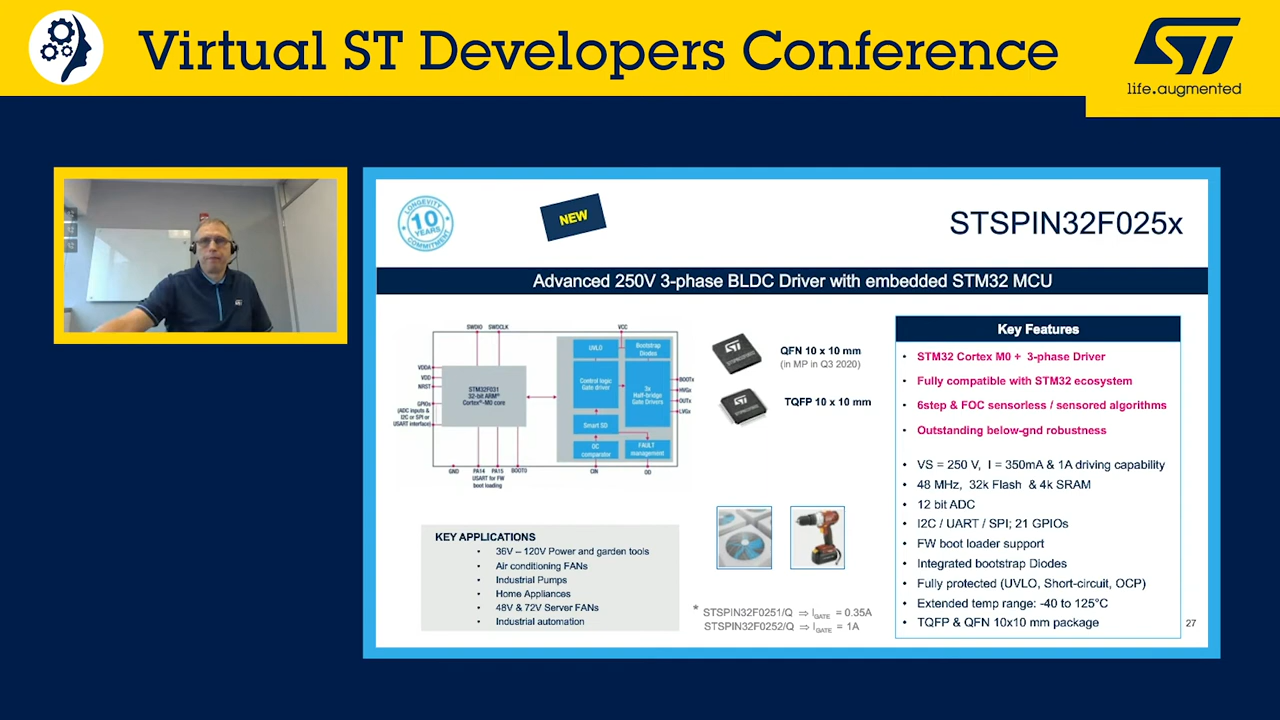 Virtual ST Developers Conference
ST
life.augmented
LONGEVITY
10
YEARS
COMMITMENT
NEW
STSPIN32F025x
Advanced 250V 3-phase BLDC Driver with embedded STM32 MCU
SWDIO SWDCLK VCC
UVLO
Bootstrap
Diodes
VDDA
VDD
NRST
GPIOs
(ADC inputs &
I2C or SPI or
USART interface)
STM32F031
32-bit ARM®
Cortex®-M0 core
Control logic
Gate driver
3x
Half-bridge
Gate Drivers
BOOTx
HVGx
OUTx
LVGx
Smart SD
OC
comparator
FAULT
management
GND PA14 PA15 BOOT0 CIN OD
USART for FW
boot loading
ST
QFN 10 x 10 mm
(in MP in Q3 2020)
ST
TQFP 10 x 10 mm
KEY APPLICATIONS
• 36V – 120V Power and garden tools
• Air conditioning FANs
• Industrial Pumps
• Home Appliances
• 48V & 72V Server FANs
• Industrial automation
* STSPIN32F0251/Q ⇒ IGATE = 0.35A
STSPIN32F0252/Q ⇒ IGATE = 1A
Key Features
• STM32 Cortex M0 + 3-phase Driver
• Fully compatible with STM32 ecosystem
• 6step & FOC sensorless / sensored algorithms
• Outstanding below-gnd robustness
• VS = 250 V, I = 350mA & 1A driving capability
• 48 MHz, 32k Flash & 4k SRAM
• 12 bit ADC
• I2C / UART / SPI; 21 GPIOs
• FW boot loader support
• Integrated bootstrap Diodes
• Fully protected (UVLO, Short-circuit, OCP)
• Extended temp range: -40 to 125°C
• TQFP & QFN 10x10 mm package
27